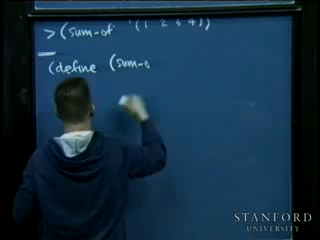 > (sum-of '(1 2 3 4))
(define (sum-o
STANFORD
UNIVERSITY